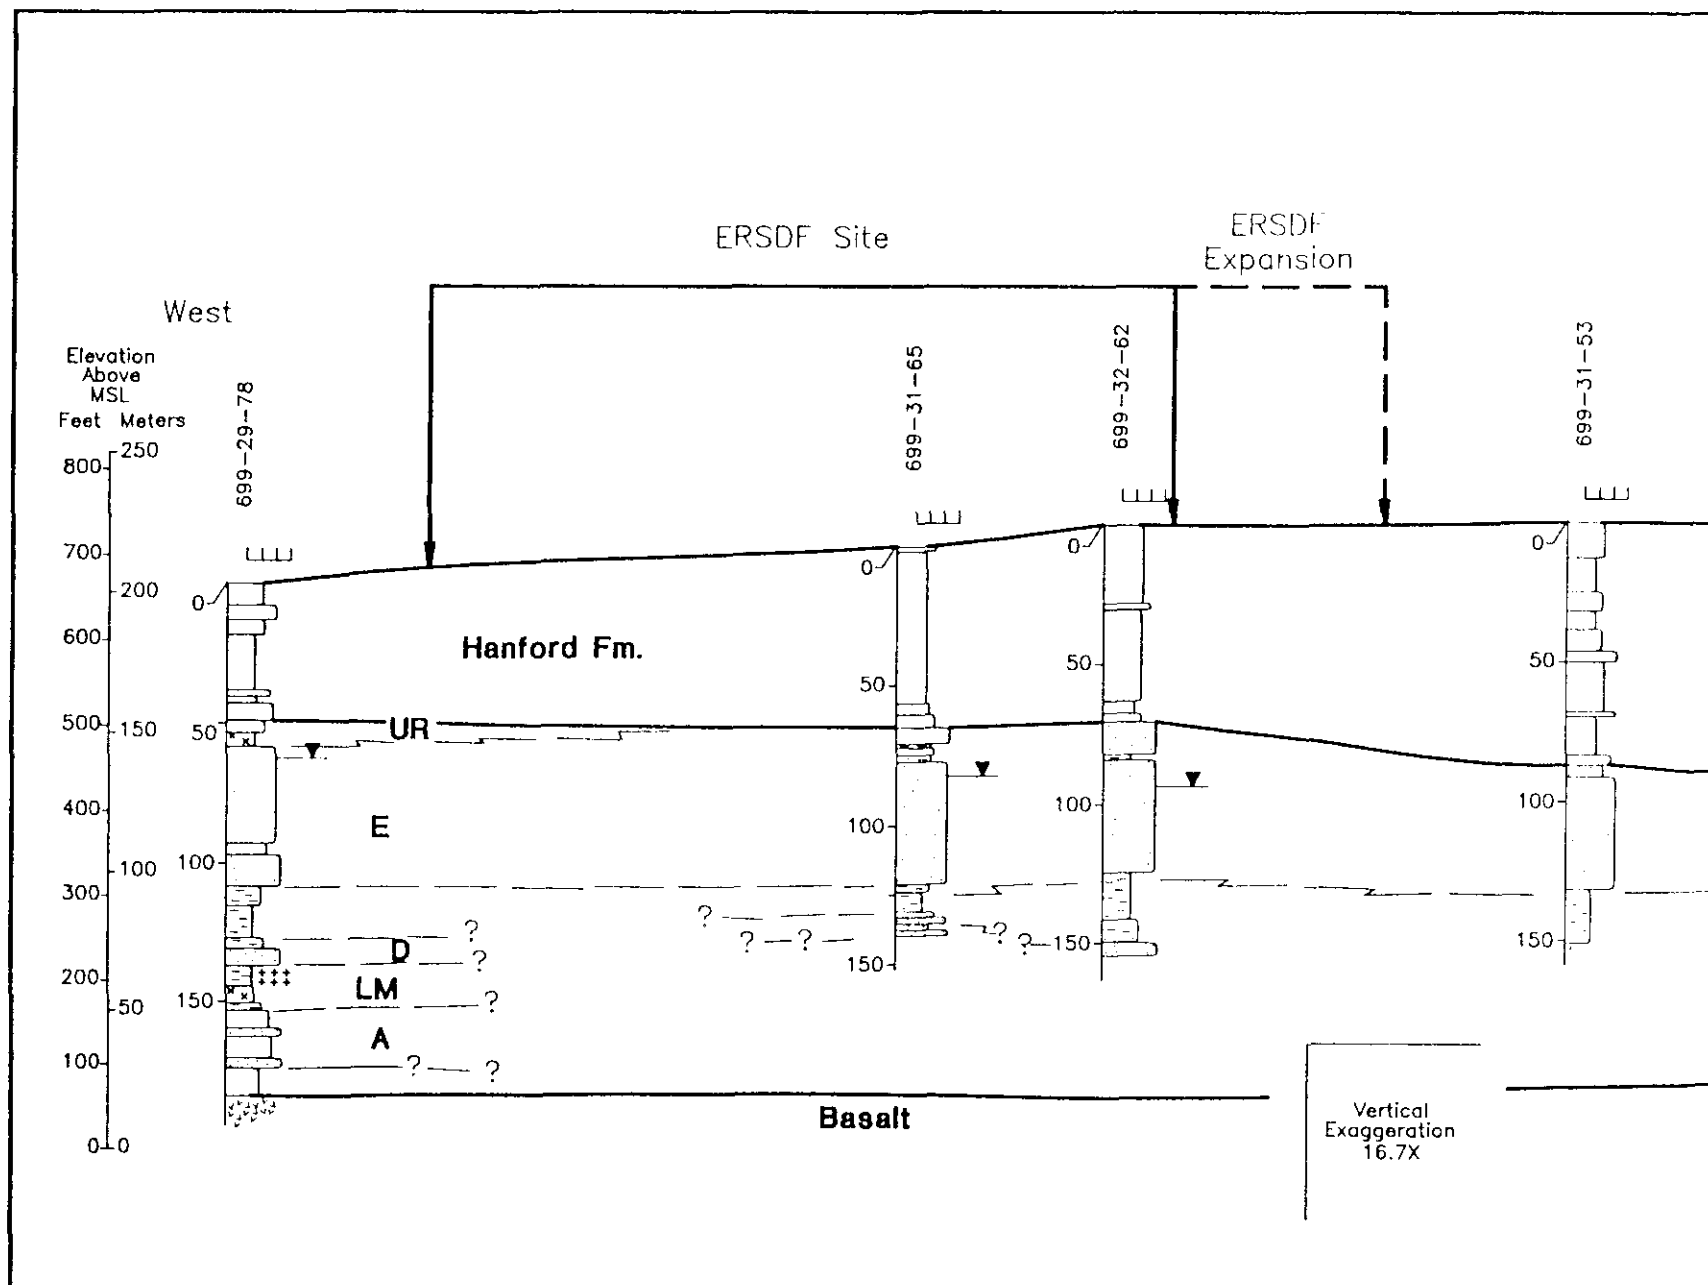 ERSDF Site
ERSDF
Expansion
West
Elevation
Above
MSL
Feet Meters
699-29-78
699-31-65
699-32-62
699-31-53
800 250
700
200
600
500 150
400
100
300
200
50
100
0 0
0
50
100
150
0
50
100
150
0
50
100
150
0
50
100
150
Hanford Fm.
UR
E
D
LM
A
? ? ? ? ? ? ? ? ? ?
Basalt
Vertical
Exaggeration
16.7X